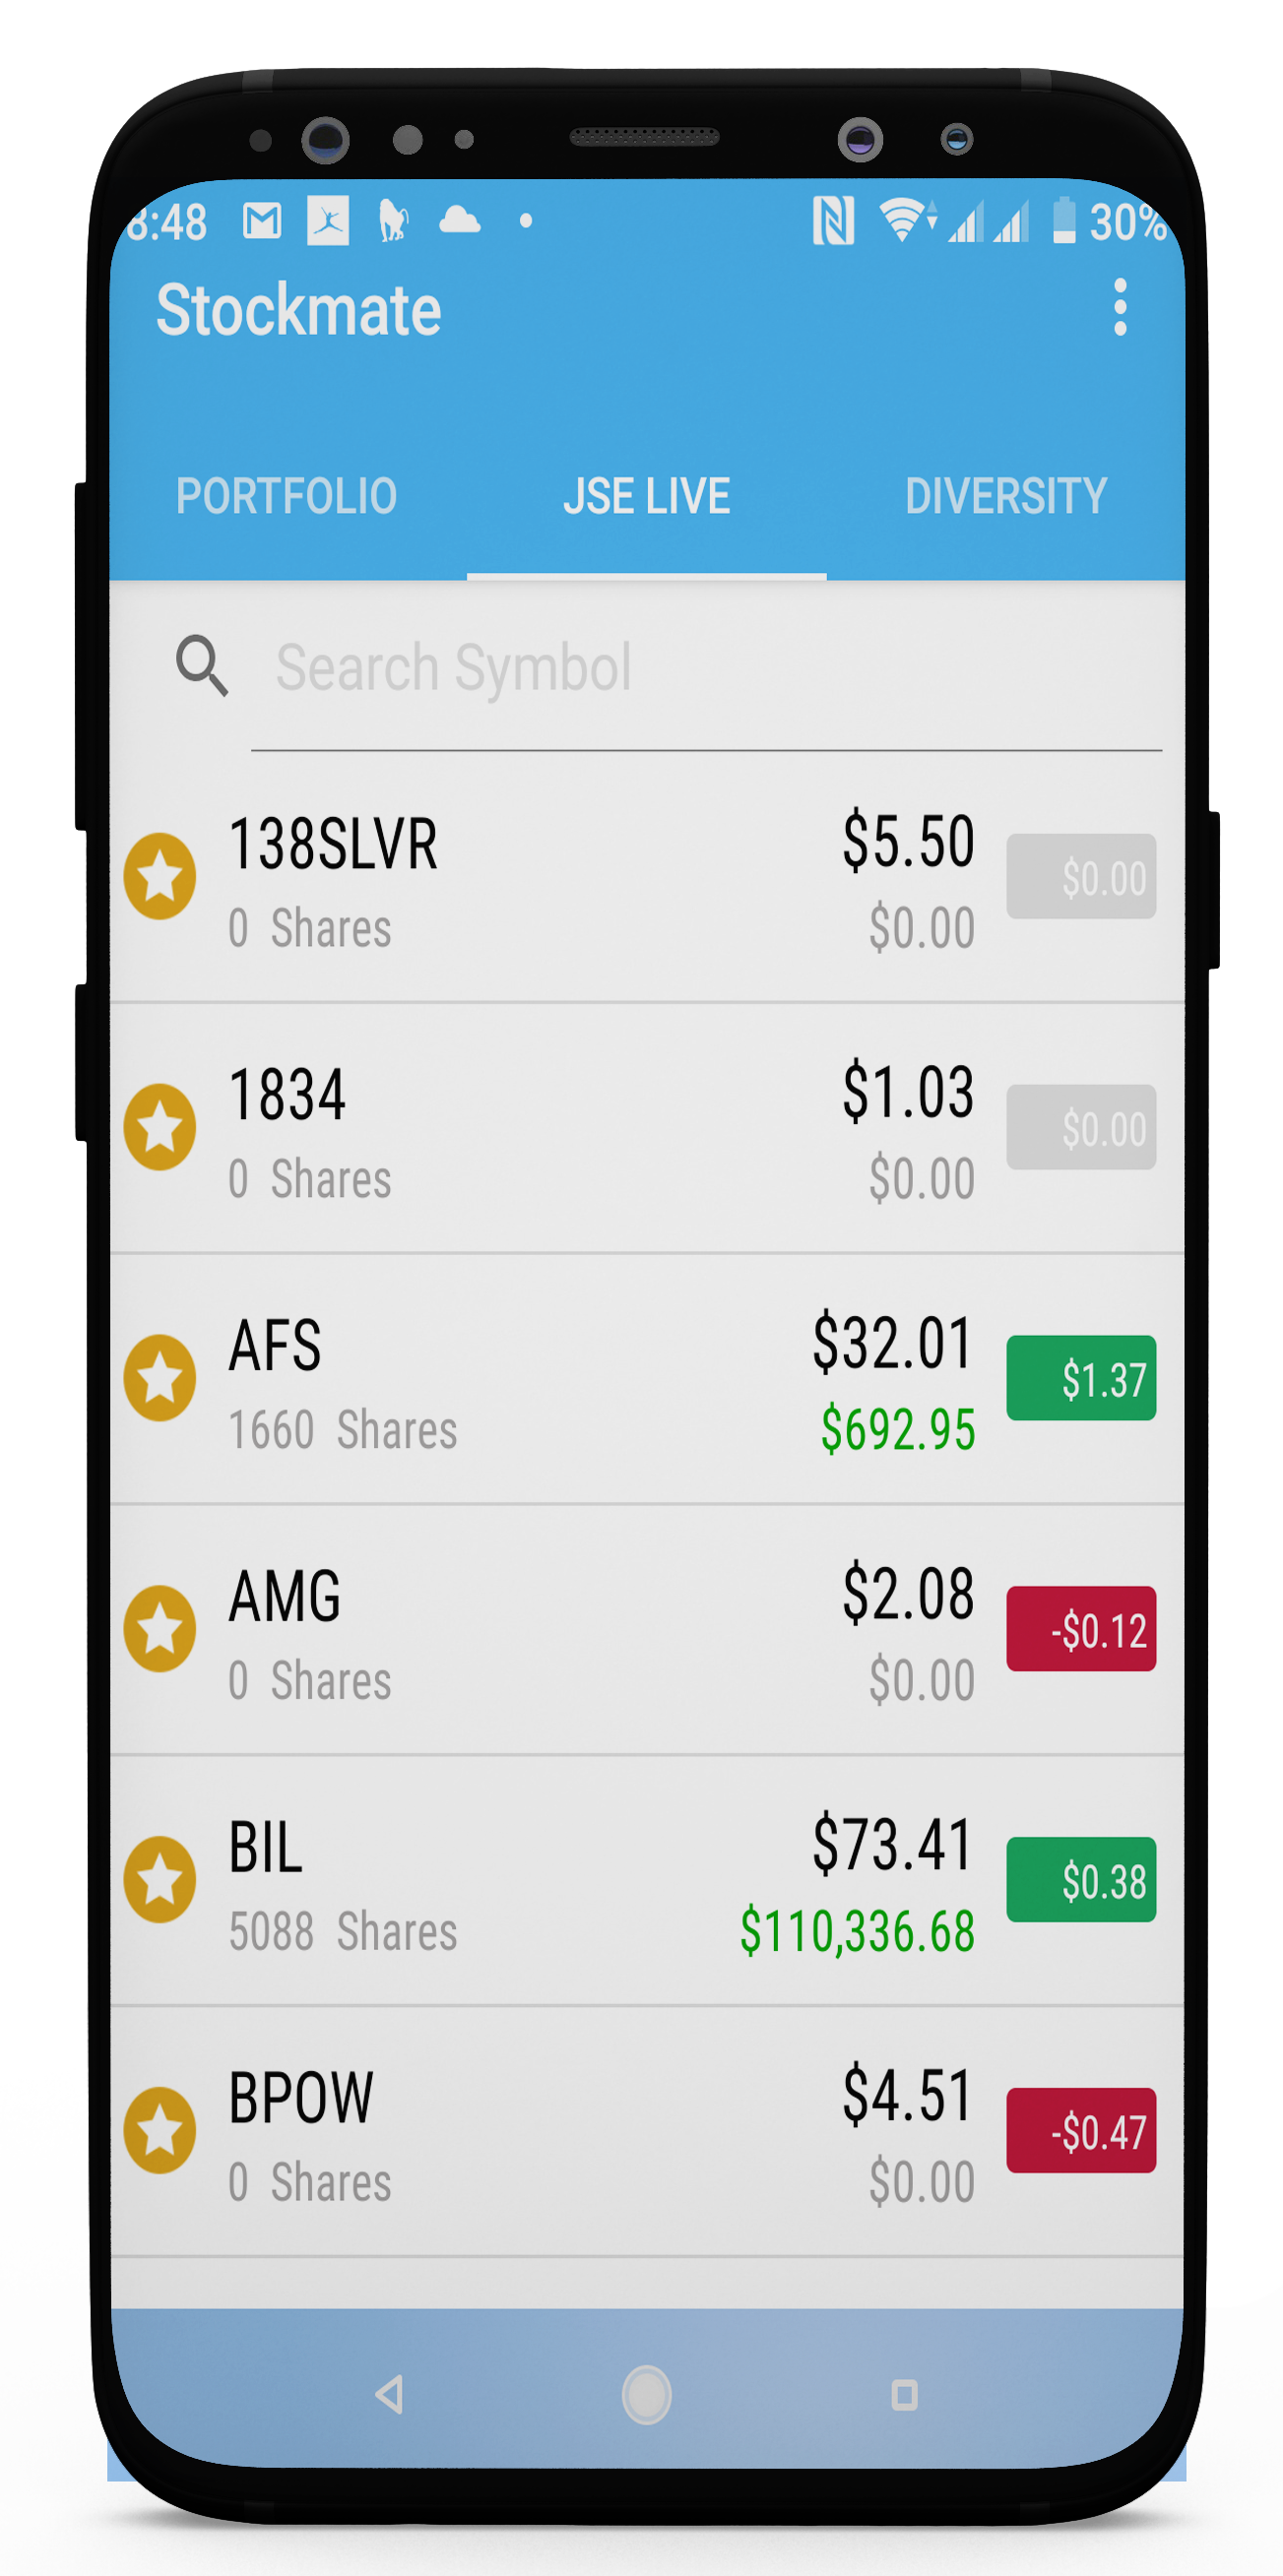 8:48 30%
Stockmate
PORTFOLIO JSE LIVE DIVERSITY
Search Symbol
138SLVR $5.50 $0.00
0 Shares $0.00
1834 $1.03 $0.00
0 Shares $0.00
AFS $32.01 $1.37
1660 Shares $692.95
AMG $2.08 -$0.12
0 Shares $0.00
BIL $73.41 $0.38
5088 Shares $110,336.68
BPOW $4.51 -$0.47
0 Shares $0.00